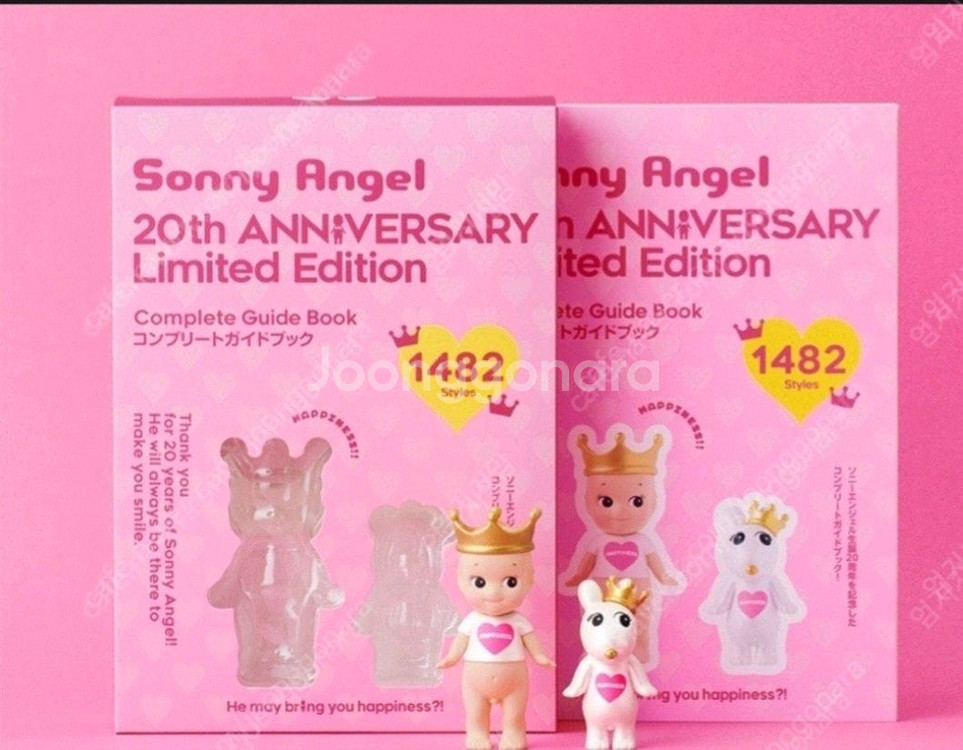 Sonny Angel
20th ANNIVERSARY
Limited Edition
Complete Guide Book
コンプリートガイドブック
1482
Styles
HAPPINESS!!
Thank you
for 20 years of Sonny Angel!
He will always be there to
make you smile.
He may bring you happiness?!
nny Angel
h ANNIVERSARY
ited Edition
ete Guide Book
トガイドブック
1482
Styles
HAPPINESS!!
ソニーエンジェル生誕20周年を記念した
コンプリートガイドブック!
ng you happiness?!
Joonggonara